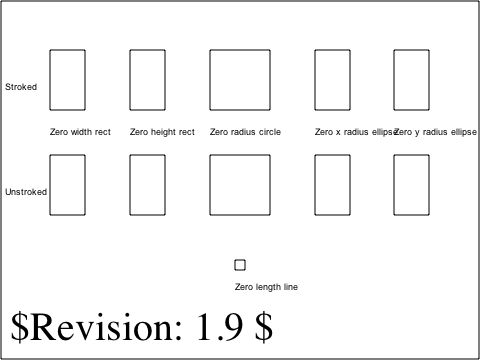 Stroked
Zero width rect Zero height rect Zero radius circle Zero x radius ellipse Zero y radius ellipse
Unstroked
Zero length line
$Revision: 1.9 $